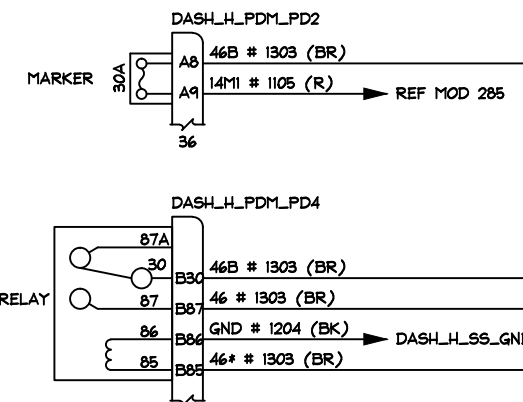 DASH_H_PDM_PD2
46B # 1303 (BR)
A8
MARKER
30A
14M1 # 1105 (R)
A9
REF MOD 285
36
DASH_H_PDM_PD4
87A
30
46B # 1303 (BR)
B30
RELAY
87
46 # 1303 (BR)
B87
86
GND # 1204 (BK)
B86
DASH_H_SS_GND
85
46* # 1303 (BR)
B85